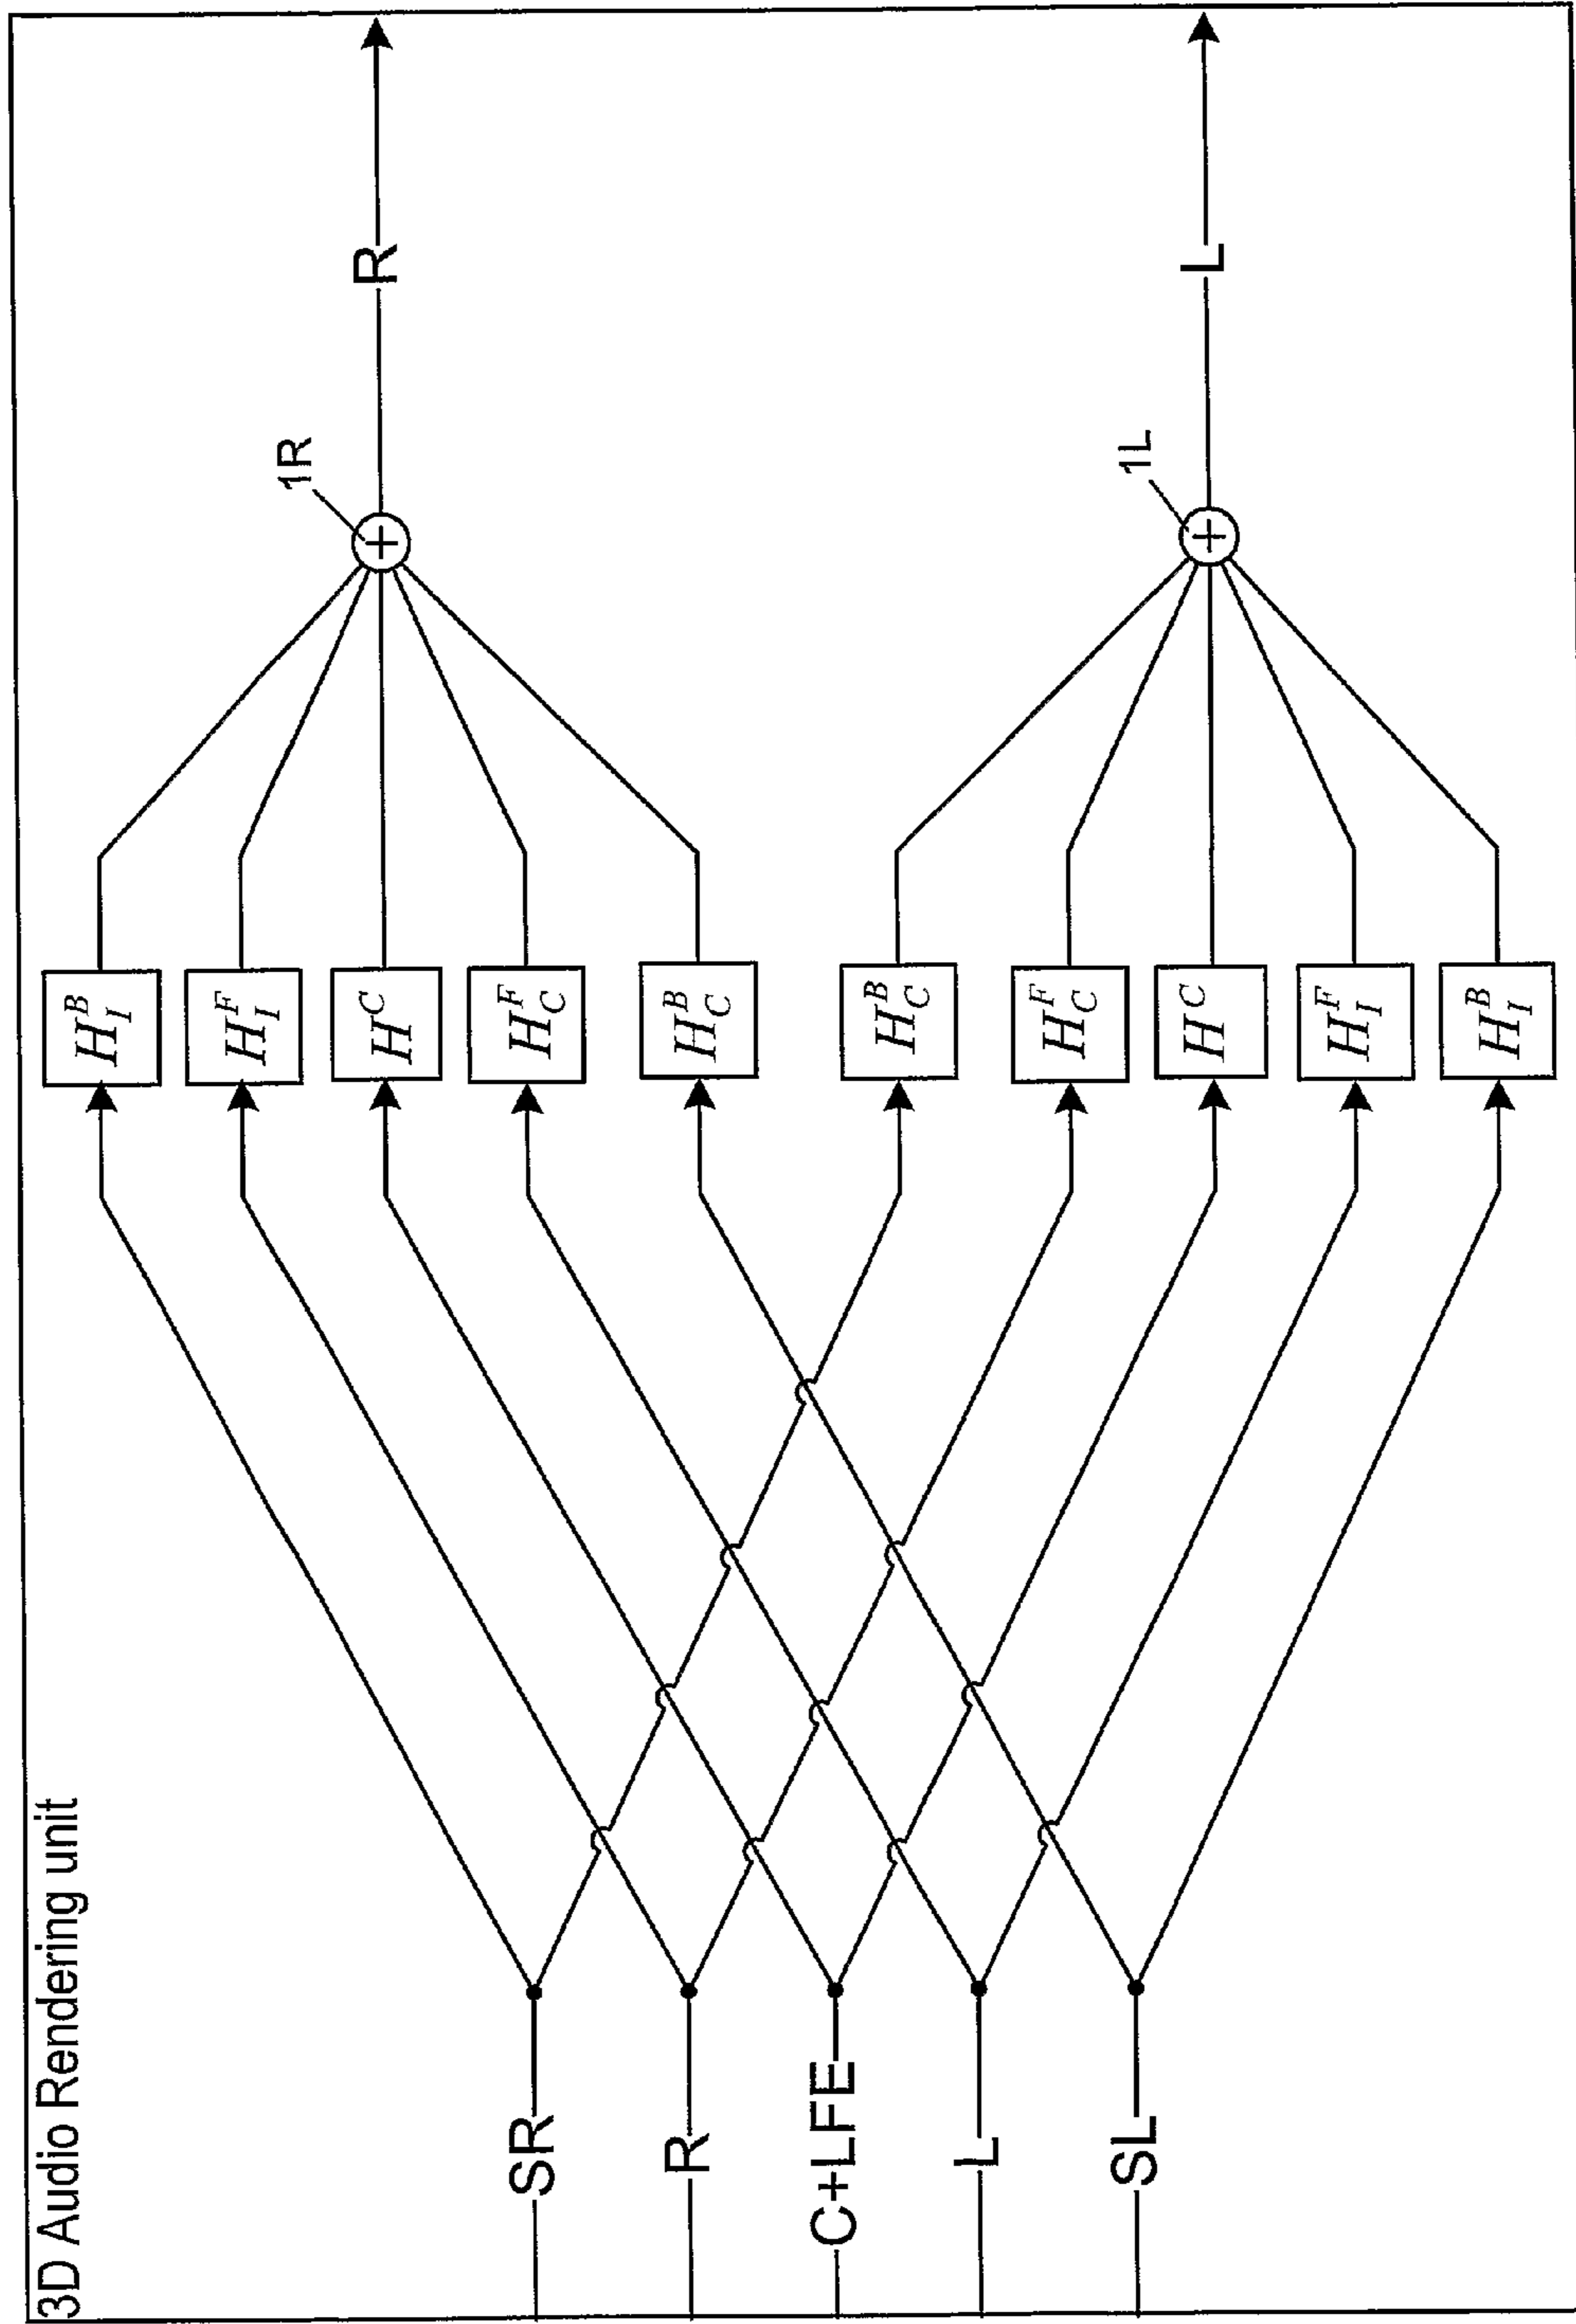 3D Audio Rendering unit
SR
R
C+LFE
L
SL
H_I^B
H_I^F
H^C
H_C^F
H_C^B
H_C^B
H_C^F
H^C
H_I^F
H_I^B
1R
1L
R
L